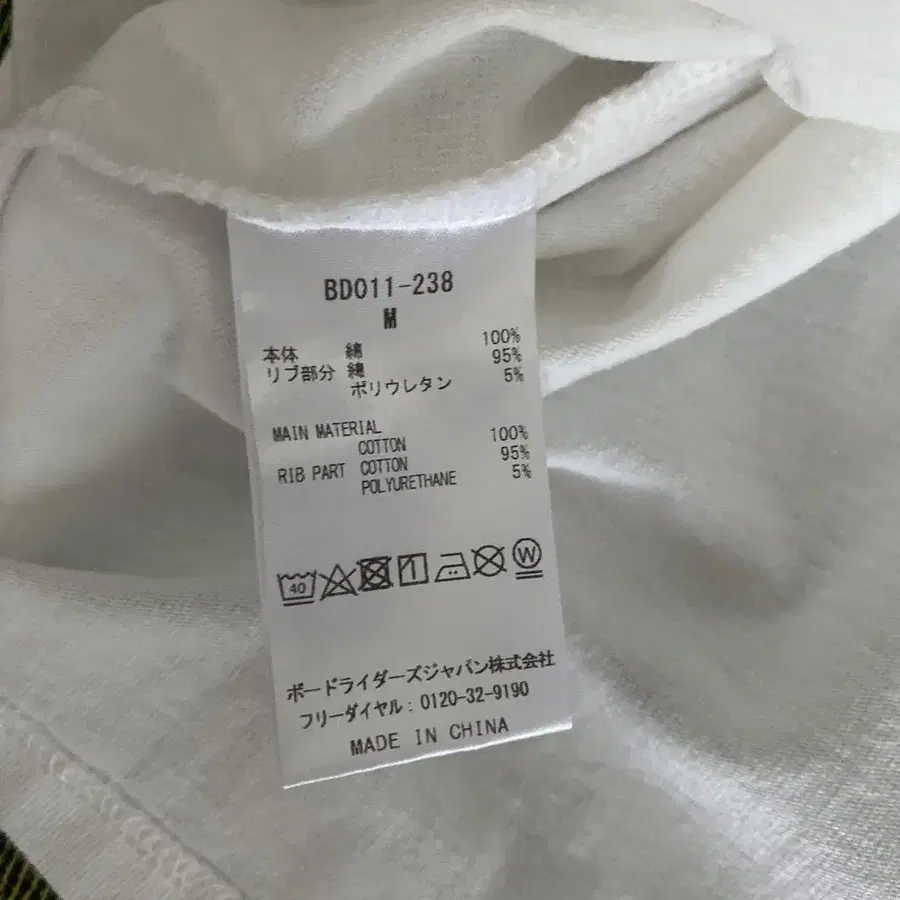 BD011-238
M
本体 綿 100%
リブ部分 綿 95%
ポリウレタン 5%
MAIN MATERIAL
COTTON 100%
RIB PART COTTON 95%
POLYURETHANE 5%
40 W
ボードライダーズジャパン株式会社
フリーダイヤル:0120-32-9190
MADE IN CHINA